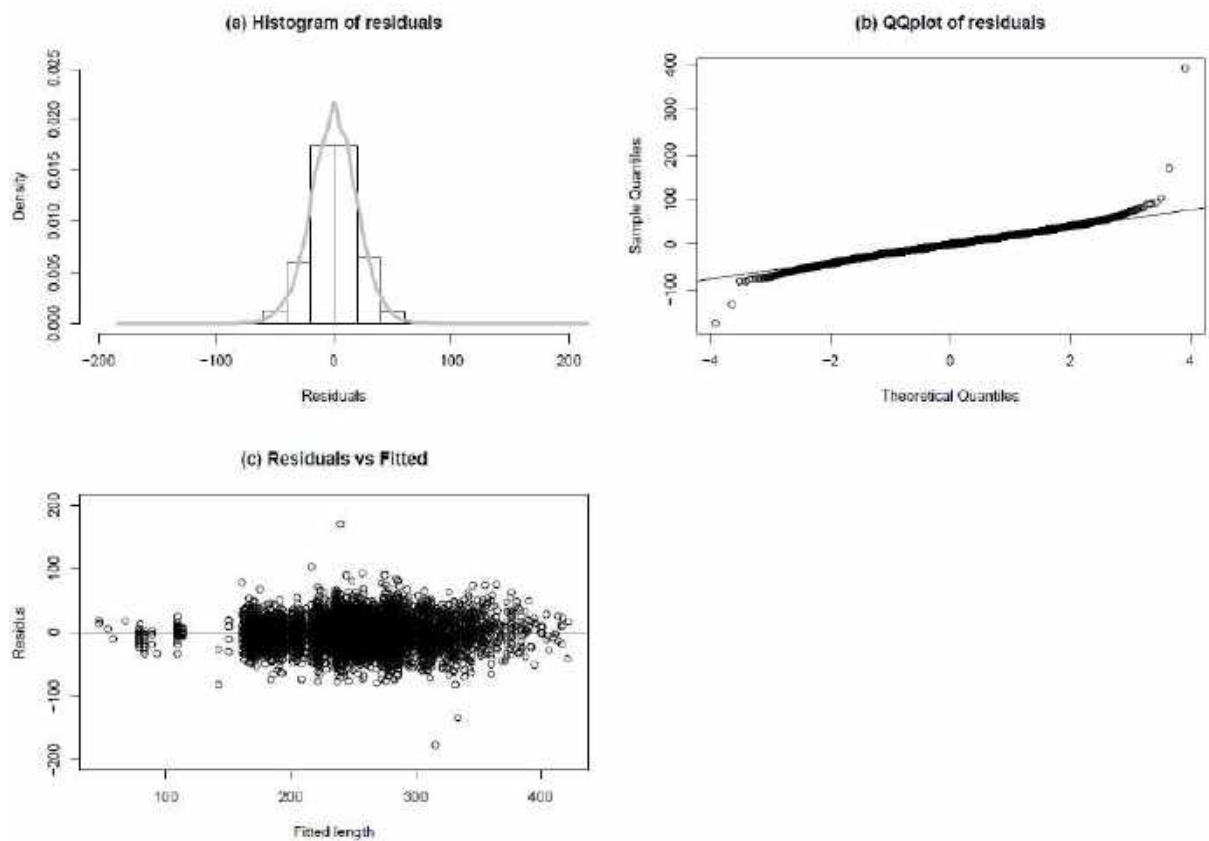 (a) Histogram of residuals
Density
0.000 0.005 0.010 0.015 0.020 0.025
-200 -100 0 100 200
Residuals
(b) QQplot of residuals
Sample Quantiles
-100 0 100 200 300 400
-4 -2 0 2 4
Theoretical Quantiles
(c) Residuals vs Fitted
Residus
-200 -100 0 100 200
100 200 300 400
Fitted length